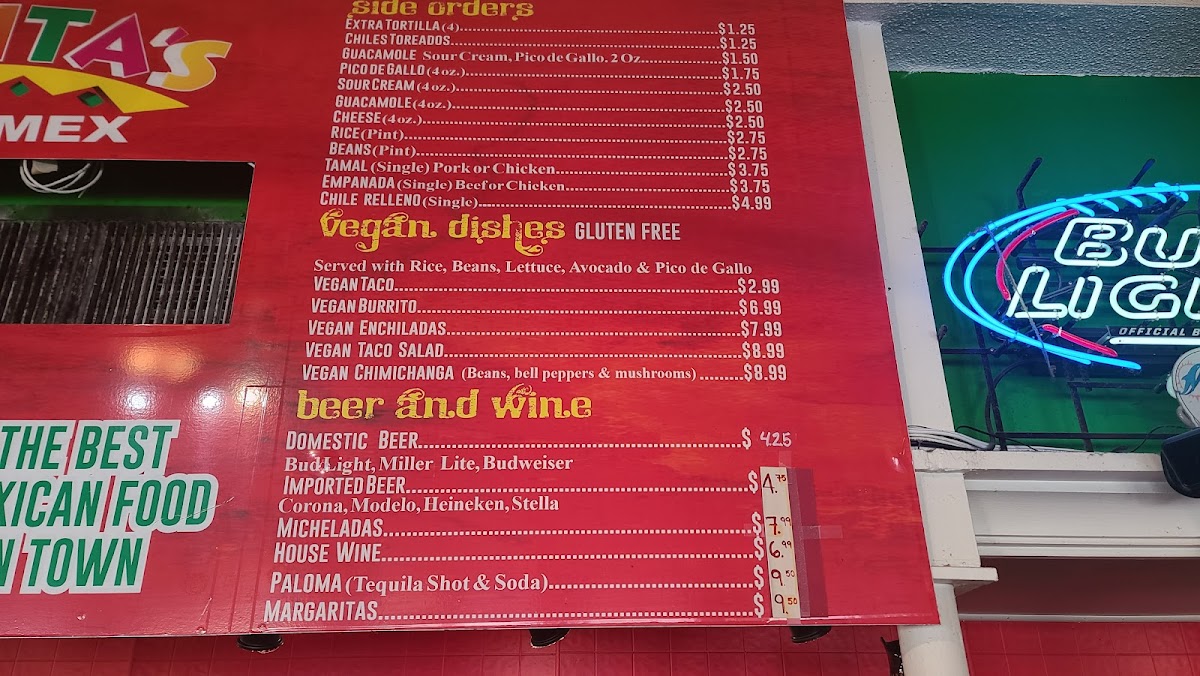 TA'S
MEX
THE BEST
XICAN FOOD
N TOWN
side orders
EXTRA TORTILLA (4)..........$1.25
CHILES TOREADOS..........$1.25
GUACAMOLE Sour Cream, Pico de Gallo. 2 Oz..........$1.50
PICO DE GALLO (4 oz.)..........$1.75
SOUR CREAM (4 oz.)..........$2.50
GUACAMOLE (4 oz.)..........$2.50
CHEESE (4 oz.)..........$2.50
RICE (Pint)..........$2.75
BEANS (Pint)..........$2.75
TAMAL (Single) Pork or Chicken..........$3.75
EMPANADA (Single) Beef or Chicken..........$3.75
CHILE RELLENO (Single)..........$4.99
vegan dishes GLUTEN FREE
Served with Rice, Beans, Lettuce, Avocado & Pico de Gallo
VEGAN TACO..........$2.99
VEGAN BURRITO..........$6.99
VEGAN ENCHILADAS..........$7.99
VEGAN TACO SALAD..........$8.99
VEGAN CHIMICHANGA (Beans, bell peppers & mushrooms) ..........$8.99
beer and wine
DOMESTIC BEER..........$ 4.25
Bud Light, Miller Lite, Budweiser
IMPORTED BEER..........$ 4.75
Corona, Modelo, Heineken, Stella
MICHELADAS..........$ 7.99
HOUSE WINE..........$ 6.99
PALOMA (Tequila Shot & Soda)..........$ 9.50
MARGARITAS..........$ 9.50
BU
LIG
OFFICIAL B